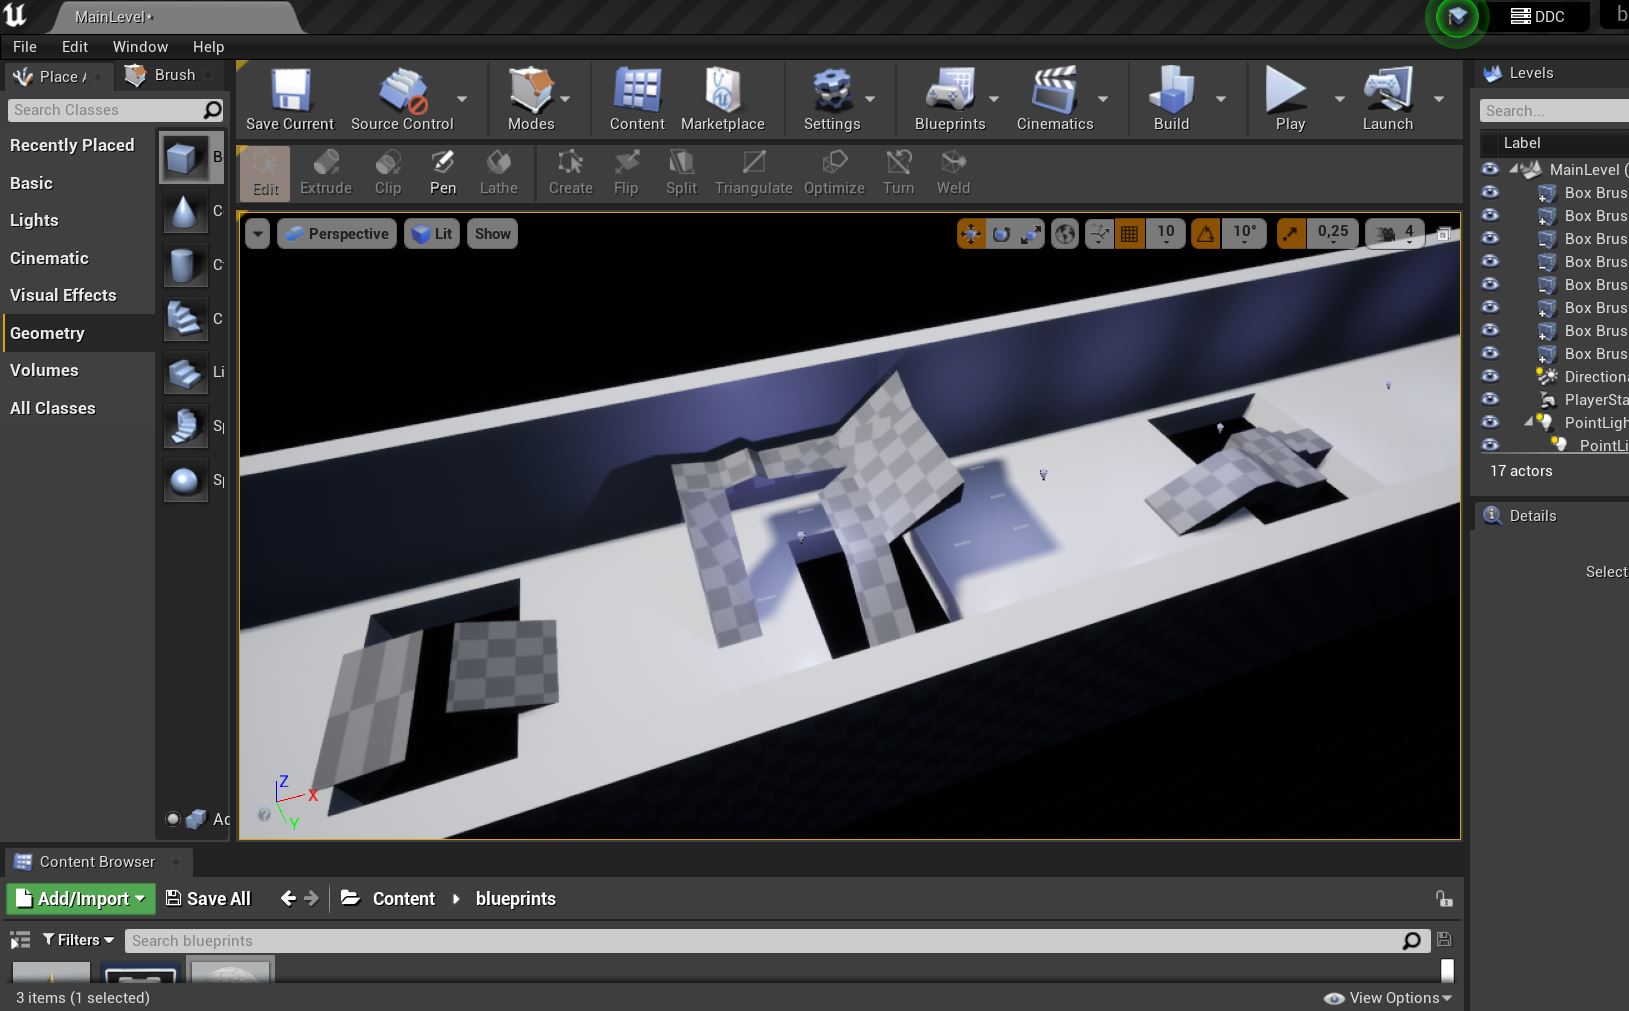 MainLevel*
DDC
File Edit Window Help
Place
Brush
Levels
Search Classes
Save Current
Source Control
Modes
Content
Marketplace
Settings
Blueprints
Cinematics
Build
Play
Launch
Search...
Label
Recently Placed
Basic
Lights
Cinematic
Visual Effects
Geometry
Volumes
All Classes
B
C
C
C
Li
Sp
Sp
Edit
Extrude
Clip
Pen
Lathe
Create
Flip
Split
Triangulate
Optimize
Turn
Weld
Perspective
Lit
Show
10
10°
0,25
4
MainLevel (
Box Brus
Box Brus
Box Brus
Box Brus
Box Brus
Box Brus
Box Brus
Box Brus
Directiona
PlayerSta
PointLigh
PointLi
17 actors
Details
Select
Z
X
Y
Content Browser
Add/Import
Save All
Content
blueprints
Filters
Search blueprints
3 items (1 selected)
View Options